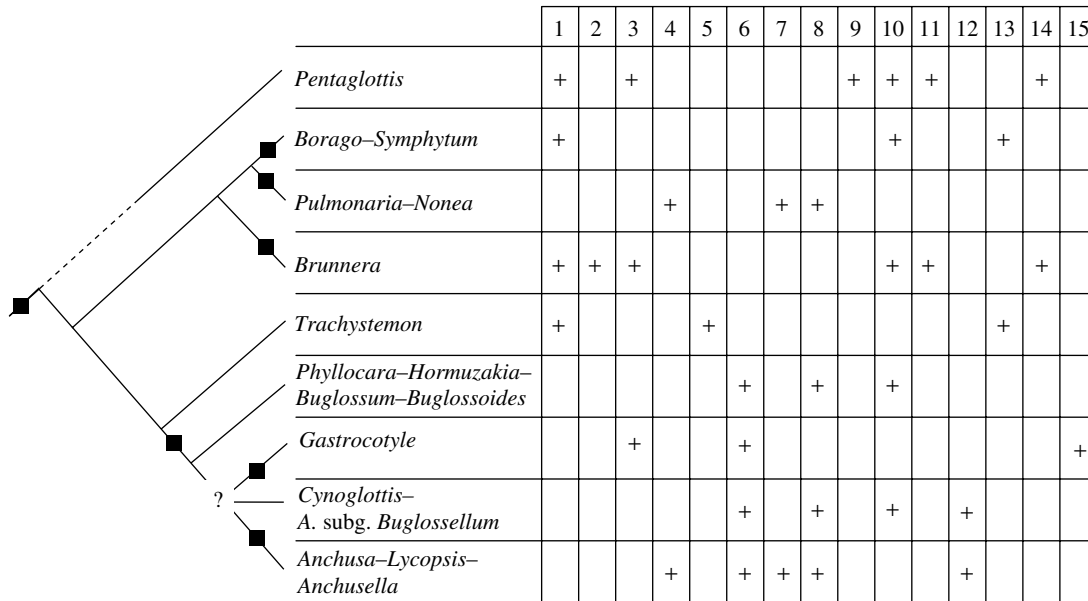 1 2 3 4 5 6 7 8 9 10 11 12 13 14 15
Pentaglottis + + + + + +
Borago–Symphytum + + +
Pulmonaria–Nonea + + +
Brunnera + + + + + +
Trachystemon + + +
Phyllocara–Hormuzakia–
Buglossum–Buglossoides + + +
Gastrocotyle + + +
?
Cynoglottis–
A. subg. Buglossellum + + + +
Anchusa–Lycopsis–
Anchusella + + + + +